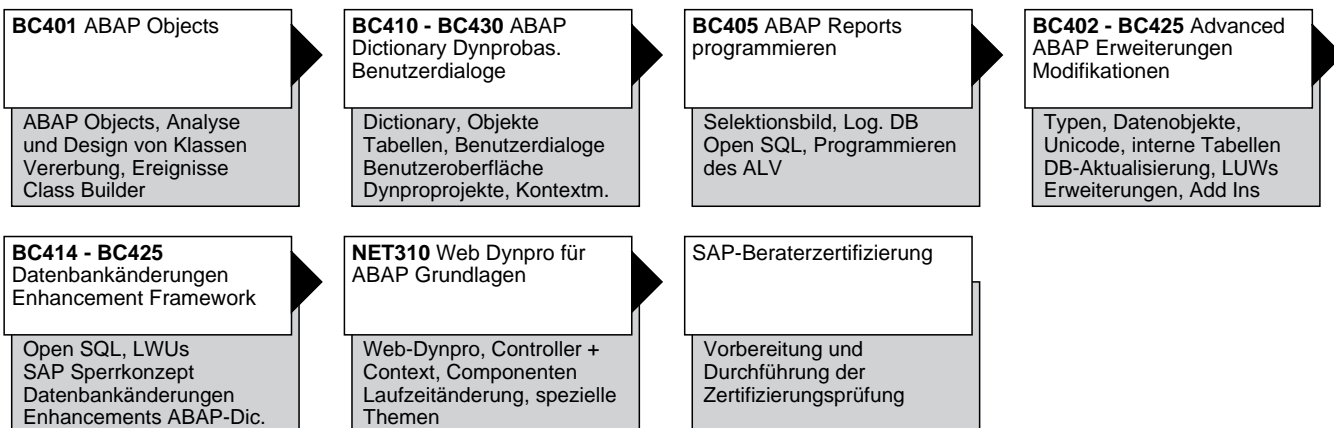 BC401 ABAP Objects
ABAP Objects, Analyse
und Design von Klassen
Vererbung, Ereignisse
Class Builder
BC410 - BC430 ABAP
Dictionary Dynprobas.
Benutzerdialoge
Dictionary, Objekte
Tabellen, Benutzerdialoge
Benutzeroberfläche
Dynproprojekte, Kontextm.
BC405 ABAP Reports
programmieren
Selektionsbild, Log. DB
Open SQL, Programmieren
des ALV
BC402 - BC425 Advanced
ABAP Erweiterungen
Modifikationen
Typen, Datenobjekte,
Unicode, interne Tabellen
DB-Aktualisierung, LUWs
Erweiterungen, Add Ins
BC414 - BC425
Datenbankänderungen
Enhancement Framework
Open SQL, LWUs
SAP Sperrkonzept
Datenbankänderungen
Enhancements ABAP-Dic.
NET310 Web Dynpro für
ABAP Grundlagen
Web-Dynpro, Controller +
Context, Componenten
Laufzeitänderung, spezielle
Themen
SAP-Beraterzertifizierung
Vorbereitung und
Durchführung der
Zertifizierungsprüfung